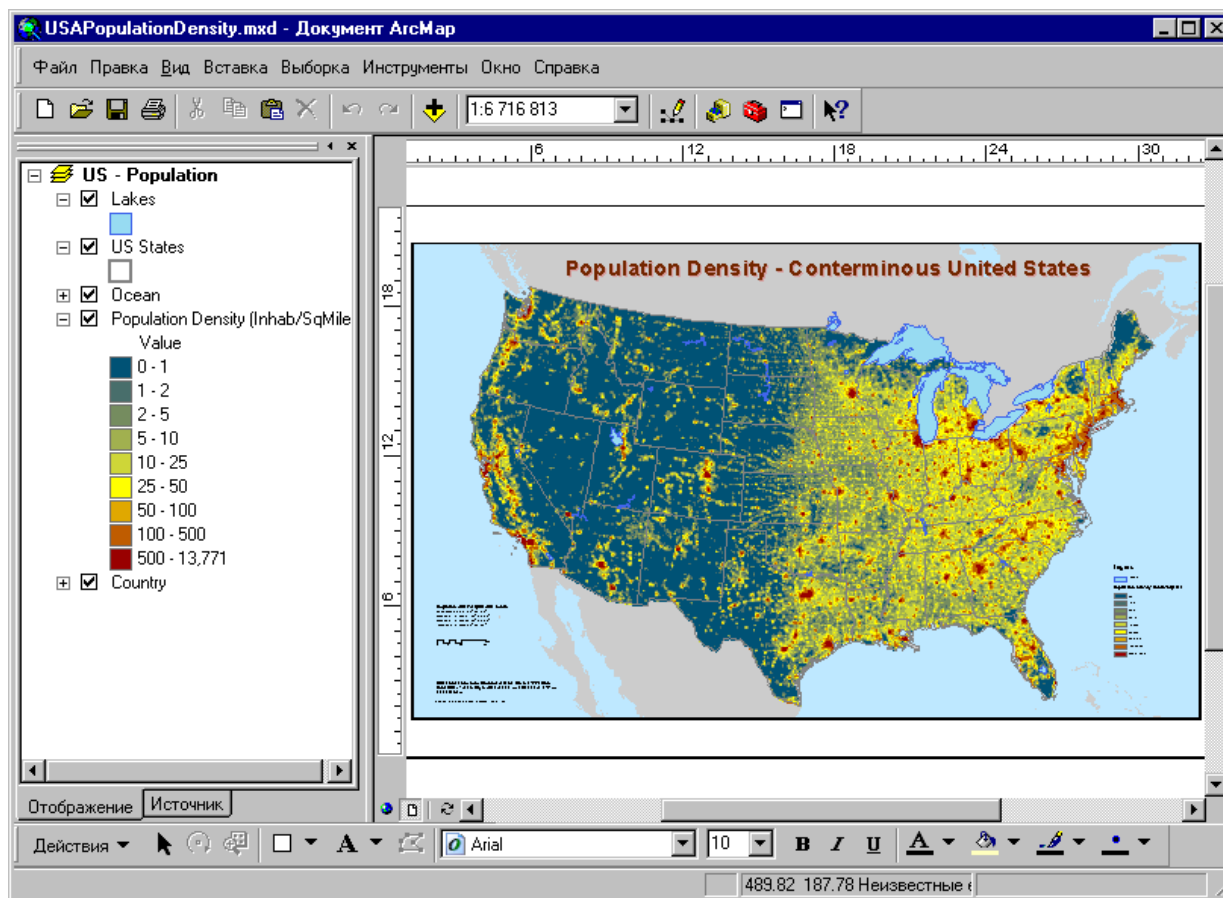 USAPopulationDensity.mxd - Документ ArcMap
Файл Правка Вид Вставка Выборка Инструменты Окно Справка
1:6 716 813
US - Population
Lakes
US States
Ocean
Population Density (Inhab/SqMile
Value
0 - 1
1 - 2
2 - 5
5 - 10
10 - 25
25 - 50
50 - 100
100 - 500
500 - 13,771
Country
Отображение Источник
6 12 18 24 30
18
12
6
Population Density - Conterminous United States
Действия
A
Arial
10
B I U A
489.82 187.78 Неизвестные